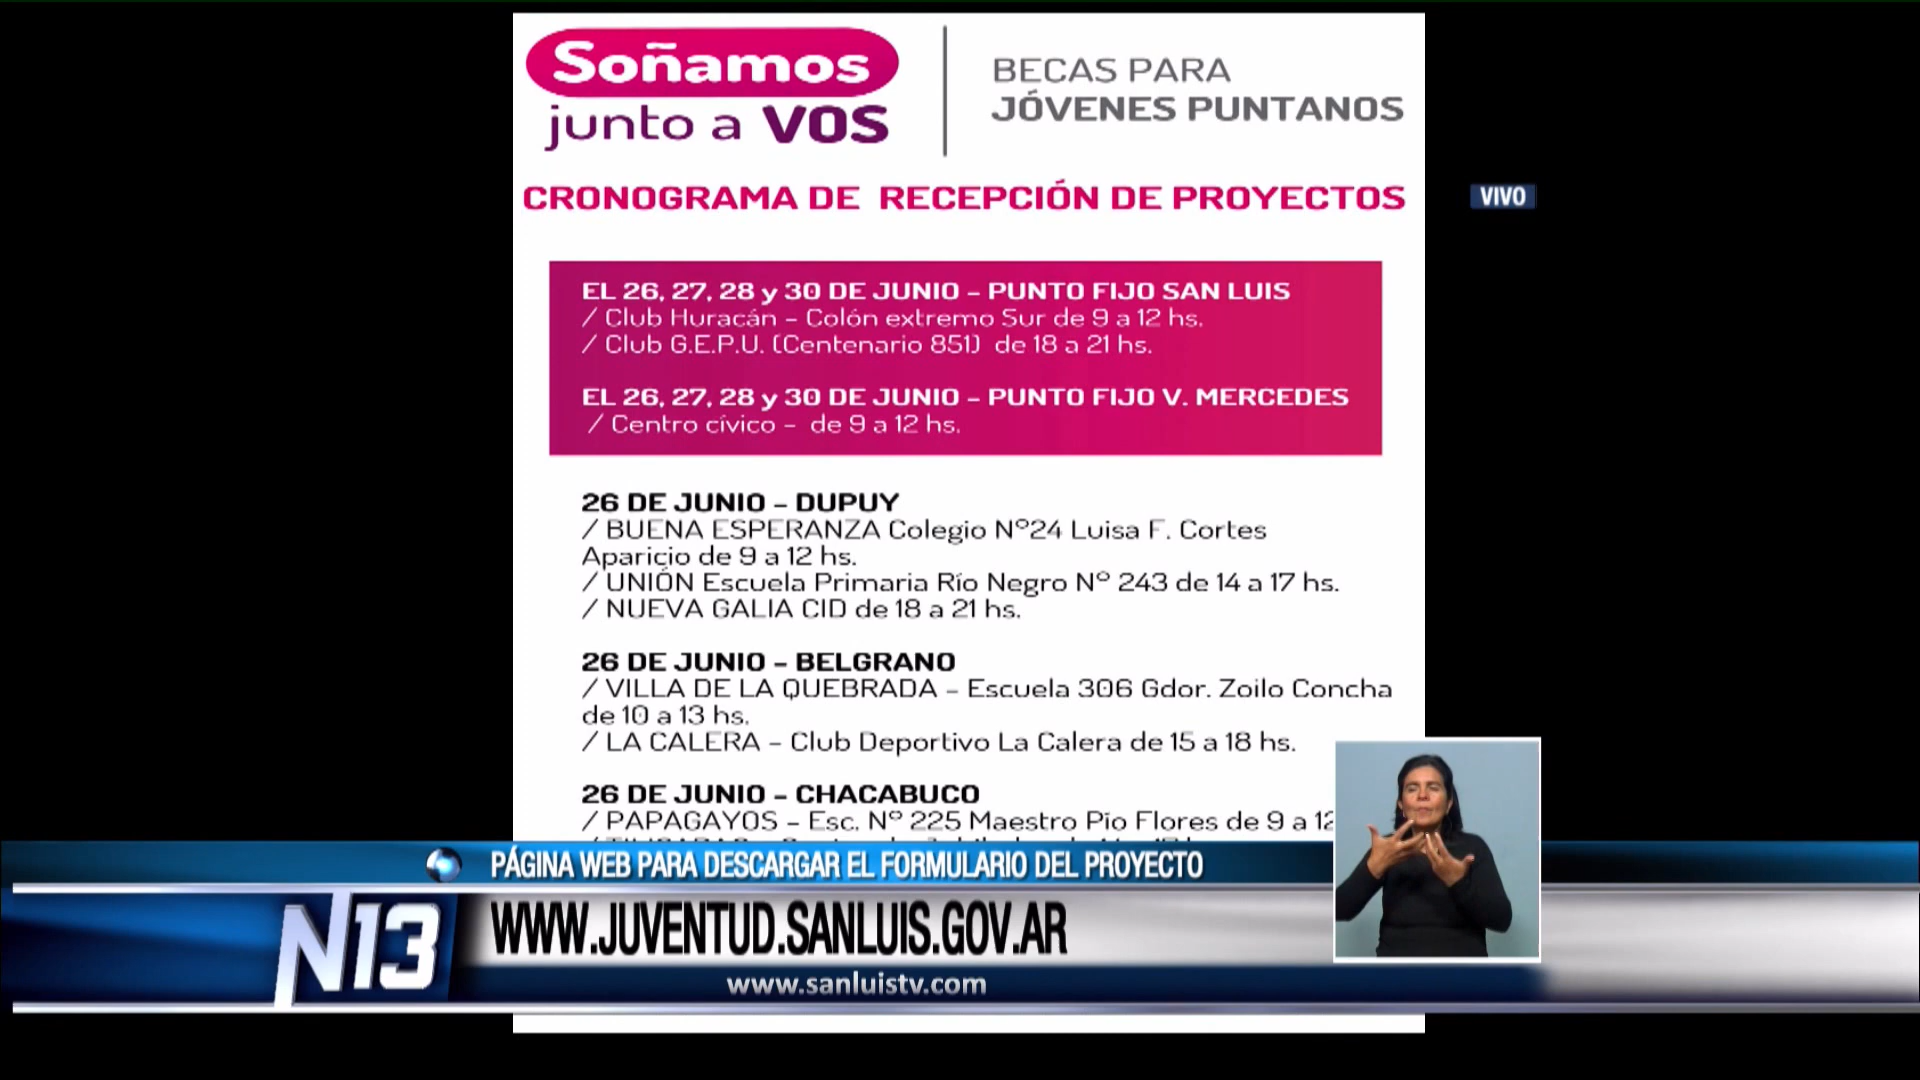 Soñamos
junto a VOS
BECAS PARA
JÓVENES PUNTANOS
CRONOGRAMA DE RECEPCIÓN DE PROYECTOS
VIVO
EL 26, 27, 28 y 30 DE JUNIO – PUNTO FIJO SAN LUIS
/ Club Huracán – Colón extremo Sur de 9 a 12 hs.
/ Club G.E.P.U. (Centenario 851) de 18 a 21 hs.
EL 26, 27, 28 y 30 DE JUNIO – PUNTO FIJO V. MERCEDES
/ Centro cívico – de 9 a 12 hs.
26 DE JUNIO – DUPUY
/ BUENA ESPERANZA Colegio Nº24 Luisa F. Cortes
Aparicio de 9 a 12 hs.
/ UNIÓN Escuela Primaria Río Negro Nº 243 de 14 a 17 hs.
/ NUEVA GALIA CID de 18 a 21 hs.
26 DE JUNIO – BELGRANO
/ VILLA DE LA QUEBRADA – Escuela 306 Gdor. Zoilo Concha
de 10 a 13 hs.
/ LA CALERA – Club Deportivo La Calera de 15 a 18 hs.
26 DE JUNIO – CHACABUCO
/ PAPAGAYOS – Esc. Nº 225 Maestro Pío Flores de 9 a 12
PÁGINA WEB PARA DESCARGAR EL FORMULARIO DEL PROYECTO
N13
WWW.JUVENTUD.SANLUIS.GOV.AR
www.sanluistv.com